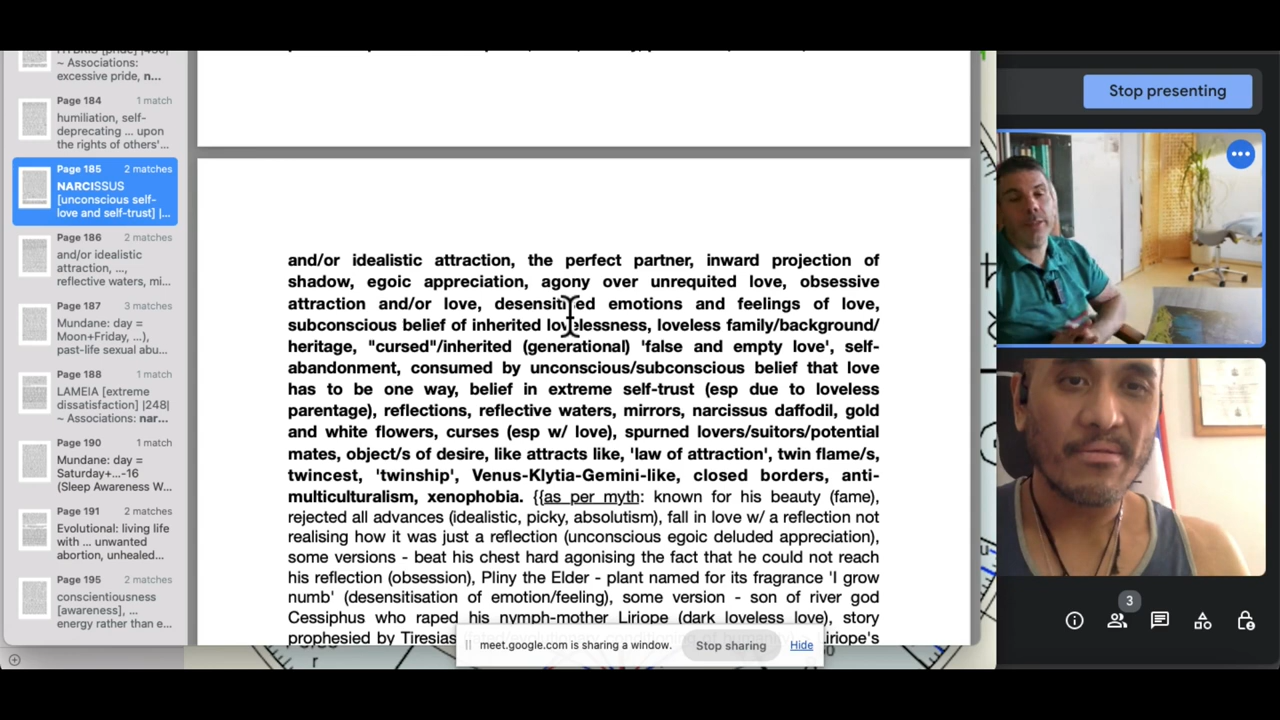 ~ Associations:
excessive pride, n...
Page 184 1 match
humiliation, self-
deprecating ... upon
the rights of others'...
Page 185 2 matches
NARCISSUS
[unconscious self-
love and self-trust] |...
Page 186 2 matches
and/or idealistic
attraction, ...,
reflective waters, mi...
Page 187 3 matches
Mundane: day =
Moon+Friday, ...),
past-life sexual abu...
Page 188 1 match
LAMEIA [extreme
dissatisfaction] |248|
~ Associations: nar...
Page 190 1 match
Mundane: day =
Saturday+...-16
(Sleep Awareness W...
Page 191 2 matches
Evolutional: living life
with ... unwanted
abortion, unhealed...
Page 195 2 matches
conscientiousness
[awareness], ...
energy rather than e...
and/or idealistic attraction, the perfect partner, inward projection of
shadow, egoic appreciation, agony over unrequited love, obsessive
attraction and/or love, desensitized emotions and feelings of love,
subconscious belief of inherited lovelessness, loveless family/background/
heritage, "cursed"/inherited (generational) 'false and empty love', self-
abandonment, consumed by unconscious/subconscious belief that love
has to be one way, belief in extreme self-trust (esp due to loveless
parentage), reflections, reflective waters, mirrors, narcissus daffodil, gold
and white flowers, curses (esp w/ love), spurned lovers/suitors/potential
mates, object/s of desire, like attracts like, 'law of attraction', twin flame/s,
twincest, 'twinship', Venus-Klytia-Gemini-like, closed borders, anti-
multiculturalism, xenophobia. {{as per myth: known for his beauty (fame),
rejected all advances (idealistic, picky, absolutism), fall in love w/ a reflection not
realising how it was just a reflection (unconscious egoic deluded appreciation),
some versions - beat his chest hard agonising the fact that he could not reach
his reflection (obsession), Pliny the Elder - plant named for its fragrance 'I grow
numb' (desensitisation of emotion/feeling), some version - son of river god
Cessiphus who raped his nymph-mother Liriope (dark loveless love), story
prophesied by Tiresias Liriope's
meet.google.com is sharing a window. Stop sharing Hide
Stop presenting
3